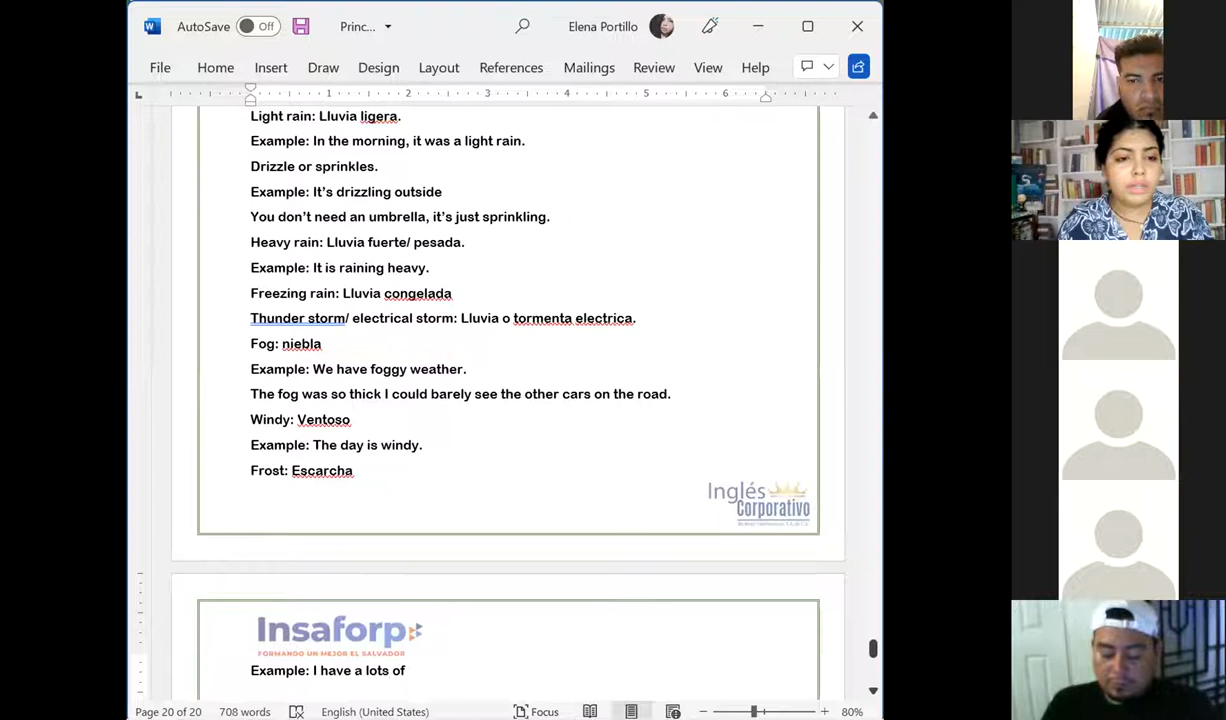 AutoSave Off Princ... Elena Portillo
File Home Insert Draw Design Layout References Mailings Review View Help
1 2 3 4 5 6
Light rain: Lluvia ligera.
Example: In the morning, it was a light rain.
Drizzle or sprinkles.
Example: It's drizzling outside
You don't need an umbrella, it's just sprinkling.
Heavy rain: Lluvia fuerte/ pesada.
Example: It is raining heavy.
Freezing rain: Lluvia congelada
Thunder storm/ electrical storm: Lluvia o tormenta electrica.
Fog: niebla
Example: We have foggy weather.
The fog was so thick I could barely see the other cars on the road.
Windy: Ventoso
Example: The day is windy.
Frost: Escarcha
Inglés
Corporativo
Insaforp
FORMANDO UN MEJOR EL SALVADOR
Example: I have a lots of
Page 20 of 20 708 words English (United States) Focus 80%